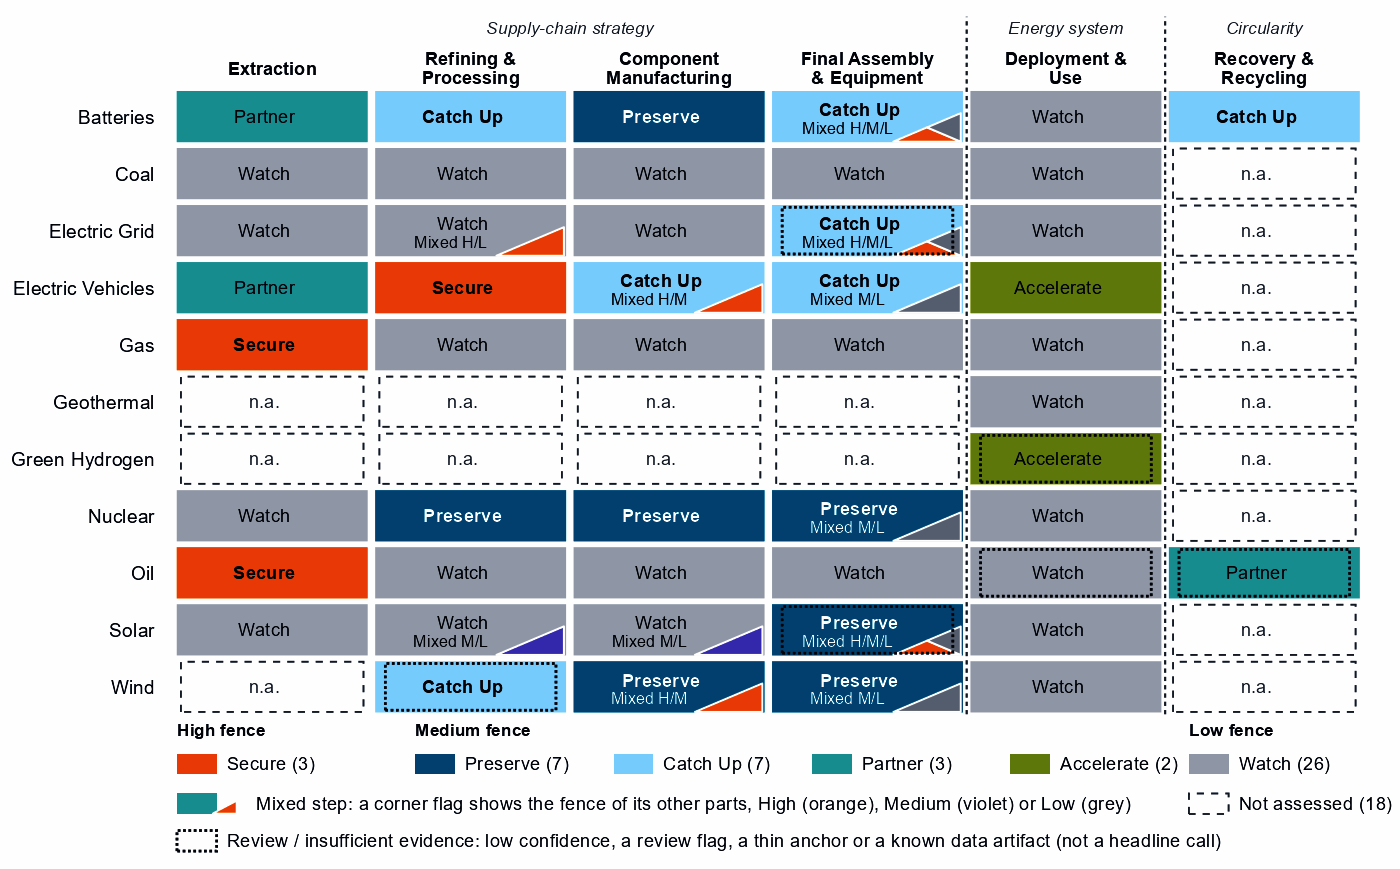 Supply-chain strategy
Energy system
Circularity
Extraction
Refining &
Processing
Component
Manufacturing
Final Assembly
& Equipment
Deployment &
Use
Recovery &
Recycling
Batteries
Partner
Catch Up
Preserve
Catch Up
Mixed H/M/L
Watch
Catch Up
Coal
Watch
Watch
Watch
Watch
Watch
n.a.
Electric Grid
Watch
Watch
Mixed H/L
Watch
Catch Up
Mixed H/M/L
Watch
n.a.
Electric Vehicles
Partner
Secure
Catch Up
Mixed H/M
Catch Up
Mixed M/L
Accelerate
n.a.
Gas
Secure
Watch
Watch
Watch
Watch
n.a.
Geothermal
n.a.
n.a.
n.a.
n.a.
Watch
n.a.
Green Hydrogen
n.a.
n.a.
n.a.
n.a.
Accelerate
n.a.
Nuclear
Watch
Preserve
Preserve
Preserve
Mixed M/L
Watch
n.a.
Oil
Secure
Watch
Watch
Watch
Watch
Partner
Solar
Watch
Watch
Mixed M/L
Watch
Mixed M/L
Preserve
Mixed H/M/L
Watch
n.a.
Wind
n.a.
Catch Up
Preserve
Mixed H/M
Preserve
Mixed M/L
Watch
n.a.
High fence
Medium fence
Low fence
Secure (3)
Preserve (7)
Catch Up (7)
Partner (3)
Accelerate (2)
Watch (26)
Mixed step: a corner flag shows the fence of its other parts, High (orange), Medium (violet) or Low (grey)
Not assessed (18)
Review / insufficient evidence: low confidence, a review flag, a thin anchor or a known data artifact (not a headline call)